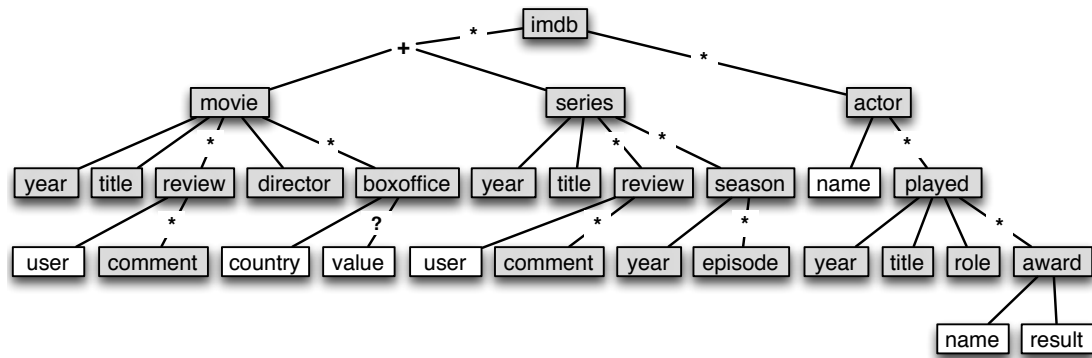 imdb
* *
+
movie series actor
* * * * *
year title review director boxoffice year title review season name played
* ? * * *
user comment country value user comment year episode year title role award
name result